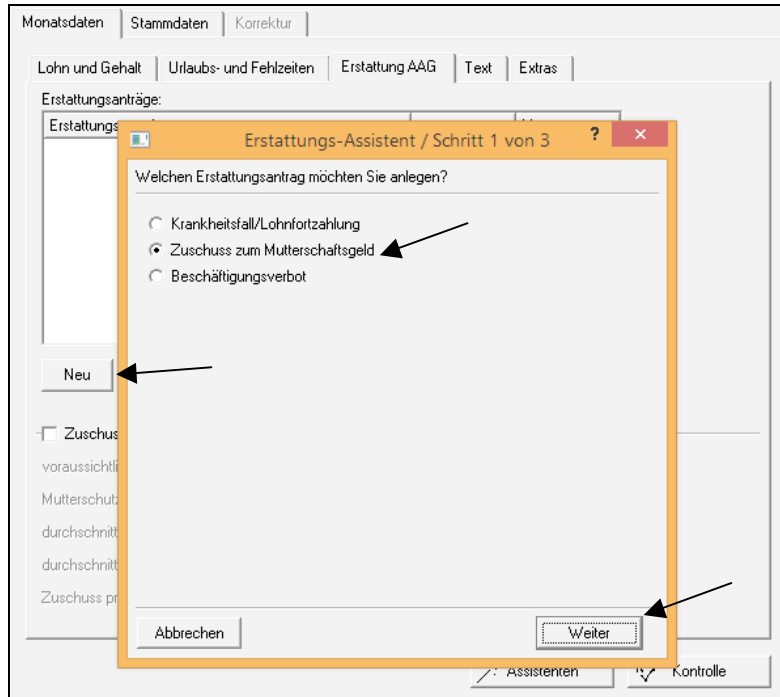 Monatsdaten Stammdaten Korrektur
Lohn und Gehalt Urlaubs- und Fehlzeiten Erstattung AAG Text Extras
Erstattungsanträge:
Erstattungs
Erstattungs-Assistent / Schritt 1 von 3 ?
Welchen Erstattungsantrag möchten Sie anlegen?
Krankheitsfall/Lohnfortzahlung
Zuschuss zum Mutterschaftsgeld
Beschäftigungsverbot
Neu
Zuschus
voraussichtli
Mutterschutz
durchschnitt
durchschnitt
Zuschuss pr
Abbrechen Weiter
Assistenten Kontrolle